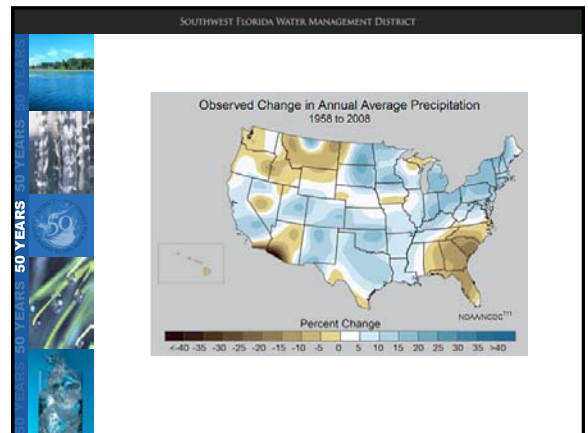 SOUTHWEST FLORIDA WATER MANAGEMENT DISTRICT
50 YEARS 50 YEARS 50 YEARS 50 YEARS 50 YEARS
50
Observed Change in Annual Average Precipitation
1958 to 2008
NOAA/NCDC
Percent Change
<-40 -35 -30 -25 -20 -15 -10 -5 0 5 10 15 20 25 30 35 >40